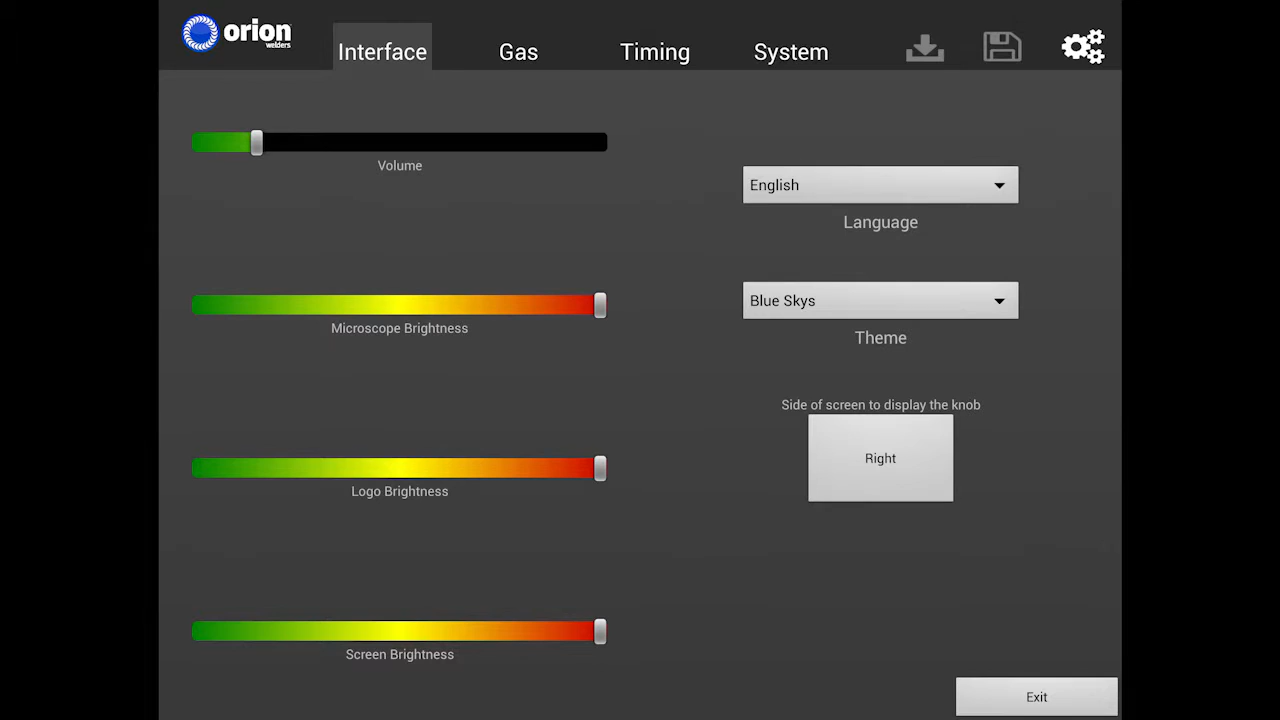 orion
welders
Interface
Gas
Timing
System
Volume
English
Language
Microscope Brightness
Blue Skys
Theme
Side of screen to display the knob
Right
Logo Brightness
Screen Brightness
Exit